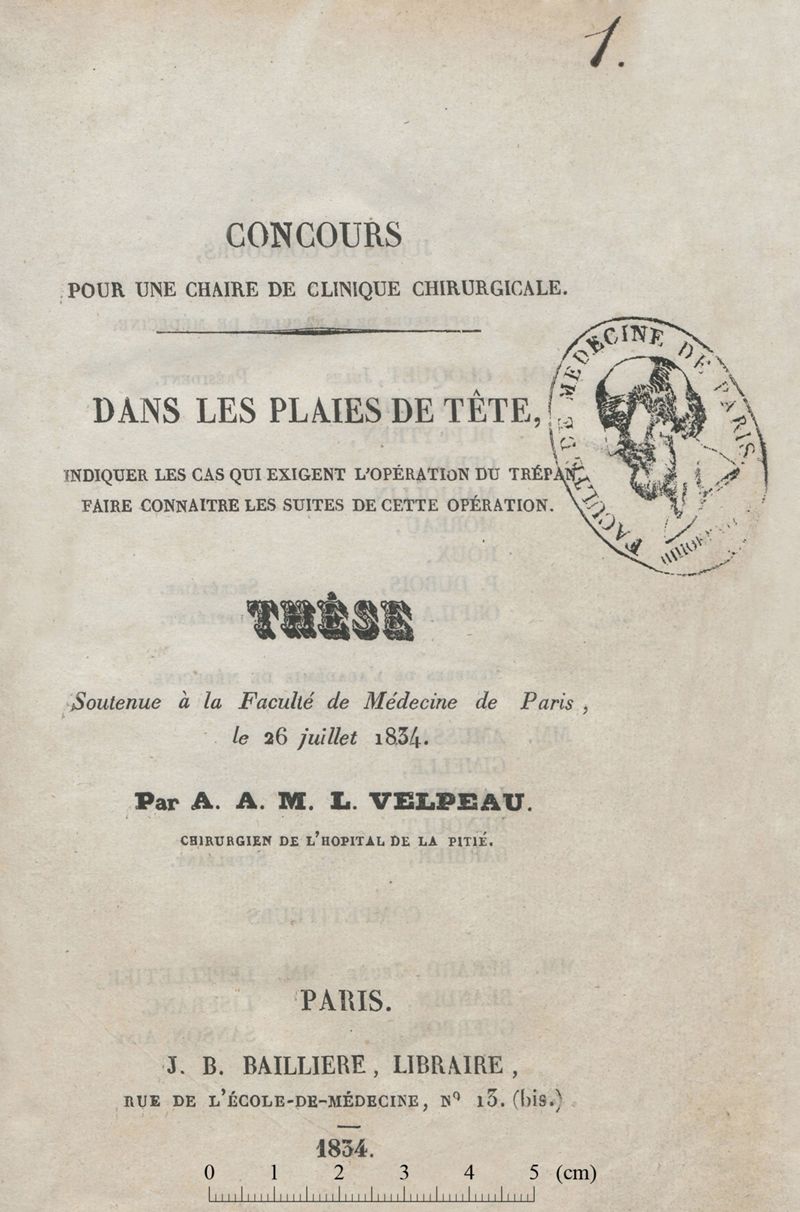 1.
CONCOURS
POUR UNE CHAIRE DE CLINIQUE CHIRURGICALE.
DANS LES PLAIES DE TÊTE,
INDIQUER LES CAS QUI EXIGENT L'OPÉRATION DU TRÉPAN,
FAIRE CONNAITRE LES SUITES DE CETTE OPÉRATION.
FACULTÉ DE MEDECINE DE PARIS.
THÈSE
Soutenue à la Faculté de Médecine de Paris,
le 26 juillet 1834.
Par A. A. M. L. VELPEAU.
CHIRURGIEN DE L'HOPITAL DE LA PITIÉ.
PARIS.
J. B. BAILLIERE, LIBRAIRE,
RUE DE L'ÉCOLE-DE-MÉDECINE, Nº 13. (bis.)
1834.
0 1 2 3 4 5 (cm)